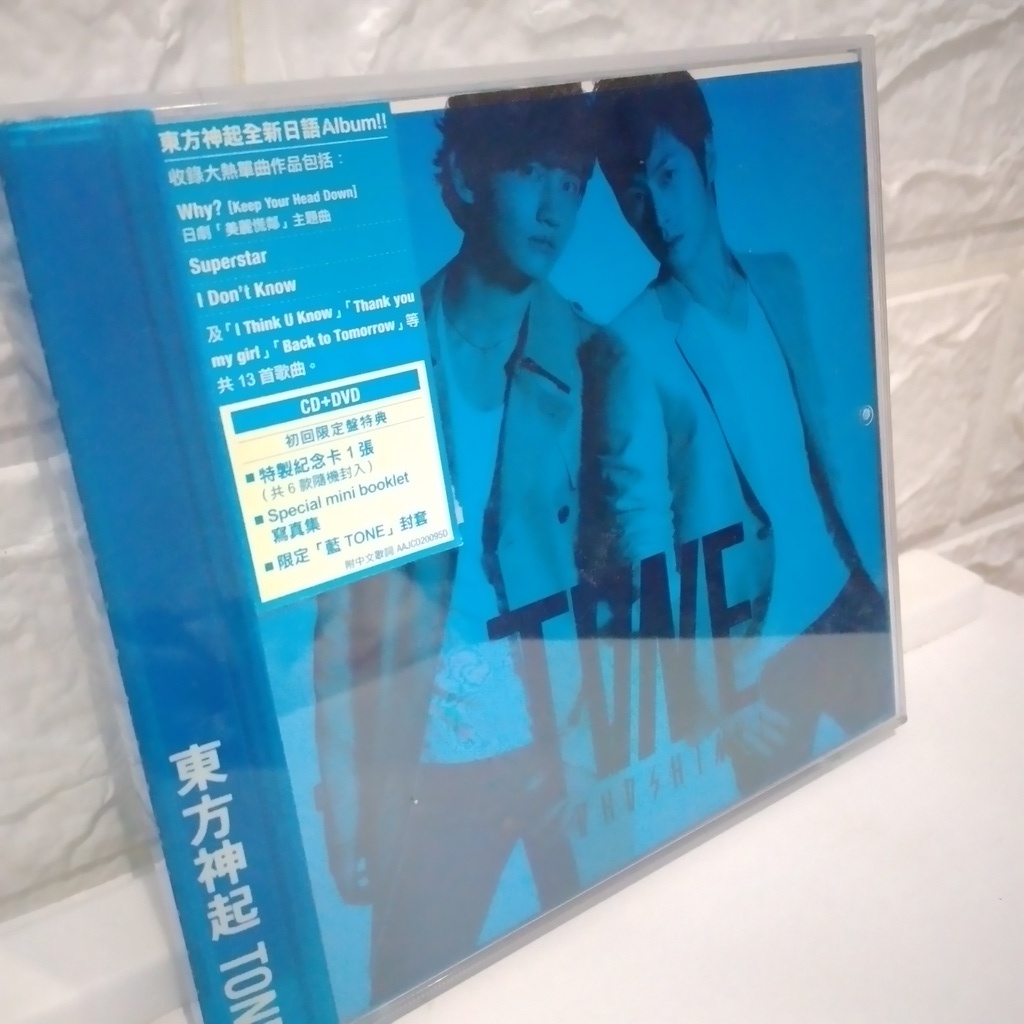 東方神起全新日語Album!!
收錄大熱單曲作品包括：
Why? [Keep Your Head Down]
日劇「美麗慌鄰」主題曲
Superstar
I Don't Know
及「I Think U Know」「Thank you
my girl」「Back to Tomorrow」等
共 13 首歌曲。
CD+DVD
初回限定盤特典
■ 特製紀念卡 1 張
（共 6 款隨機封入）
■ Special mini booklet
寫真集
■ 限定「藍 TONE」封套
附中文歌詞 AAJCD20095D
TONE
東方神起 TONE